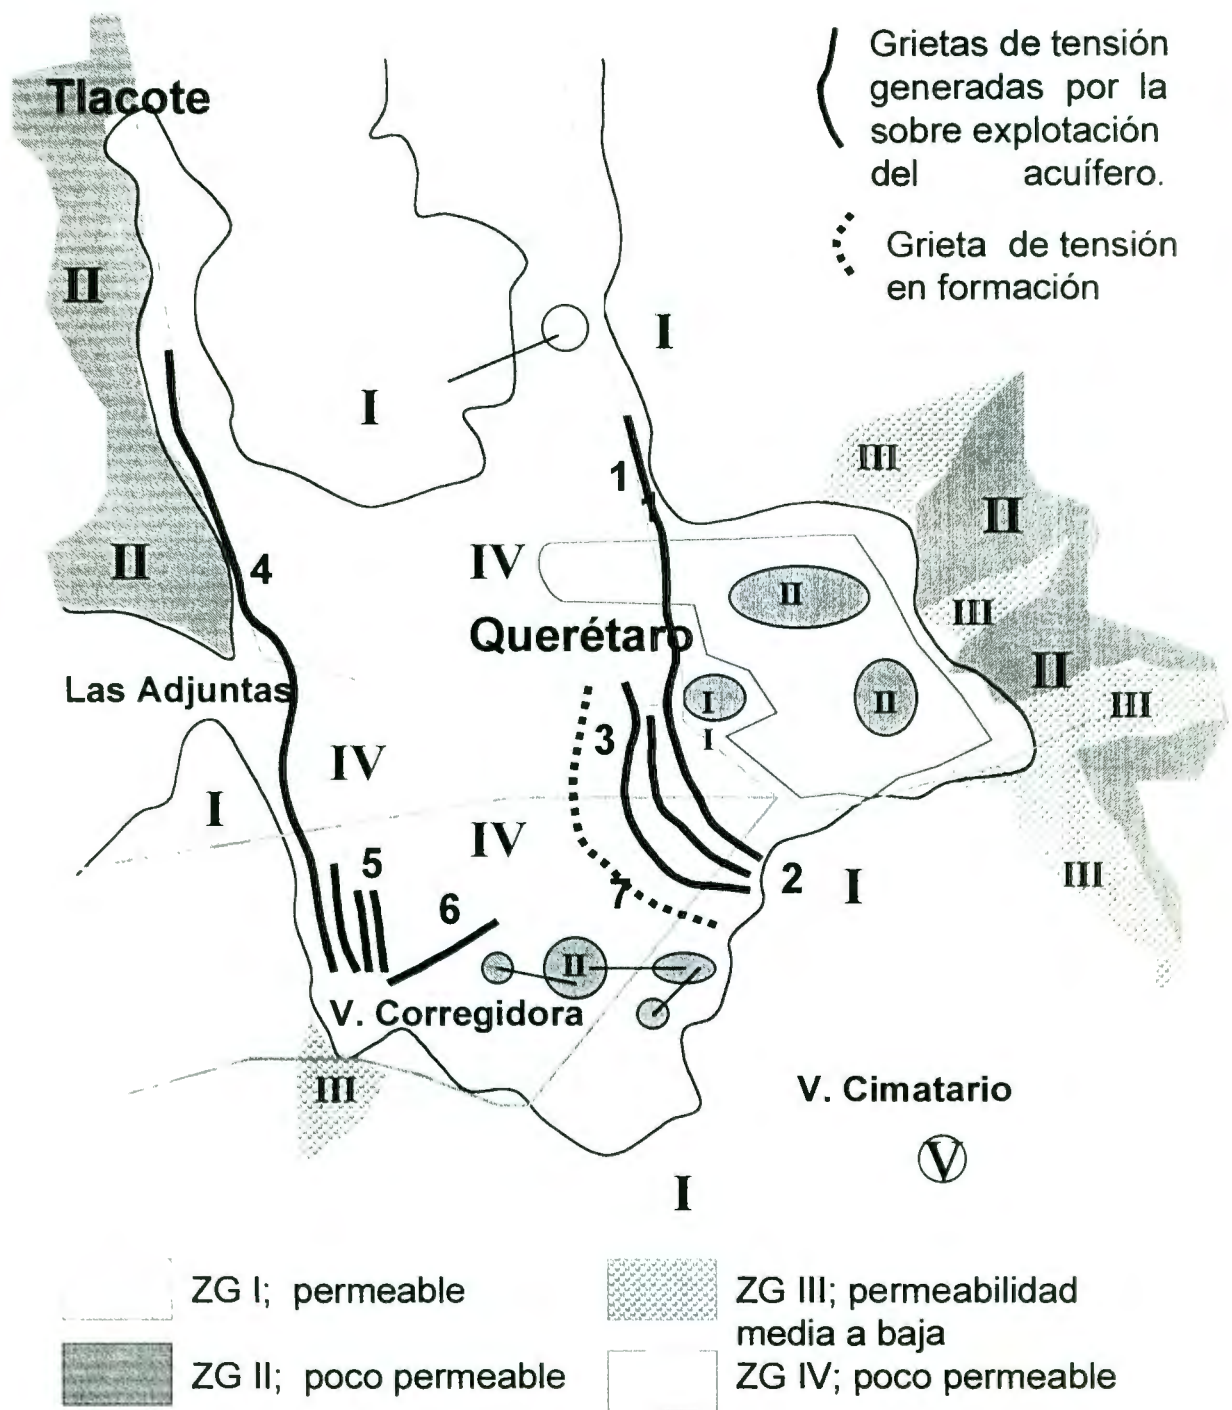 Grietas de tensión
generadas por la
sobre explotación
del acuífero.
Grieta de tensión
en formación
Tlacote
II
I
I
III
1
II
II
4
IV
II
III
Querétaro
II
Las Adjuntas
I
II
III
3
I
IV
I
IV
5
2
I
III
6
7
II
V. Corregidora
III
V. Cimatario
V
I
ZG I; permeable
ZG III; permeabilidad
media a baja
ZG II; poco permeable
ZG IV; poco permeable